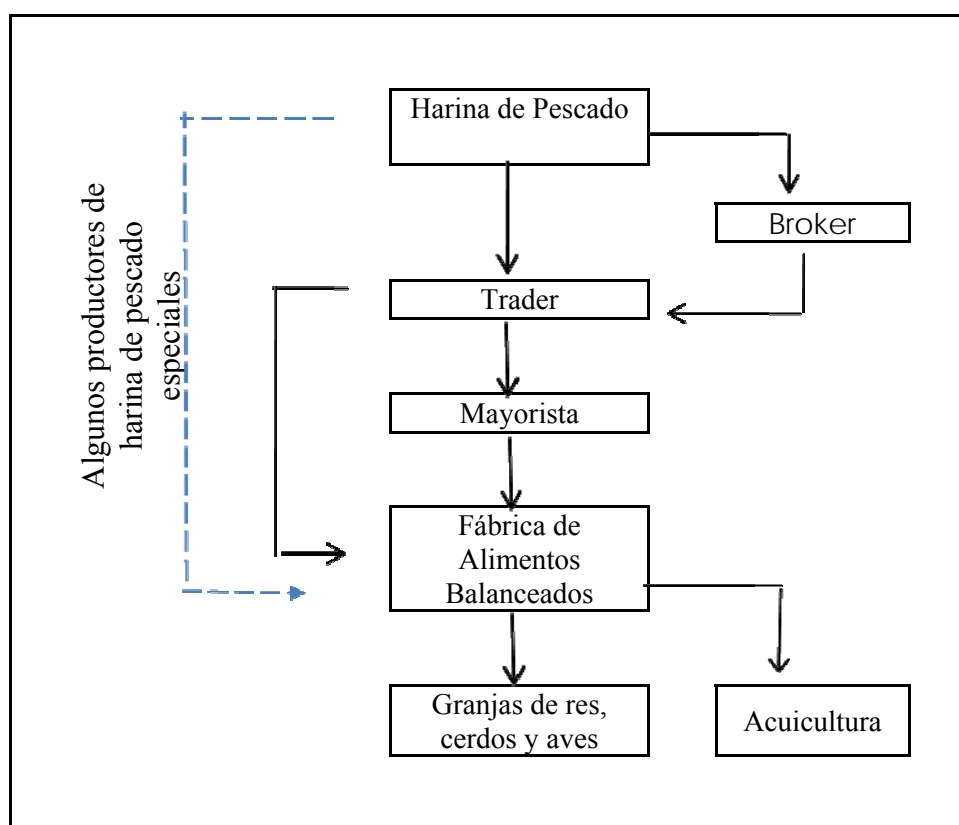 Harina de Pescado
Broker
Trader
Mayorista
Fábrica de
Alimentos
Balanceados
Granjas de res,
cerdos y aves
Acuicultura
Algunos productores de
harina de pescado
especiales